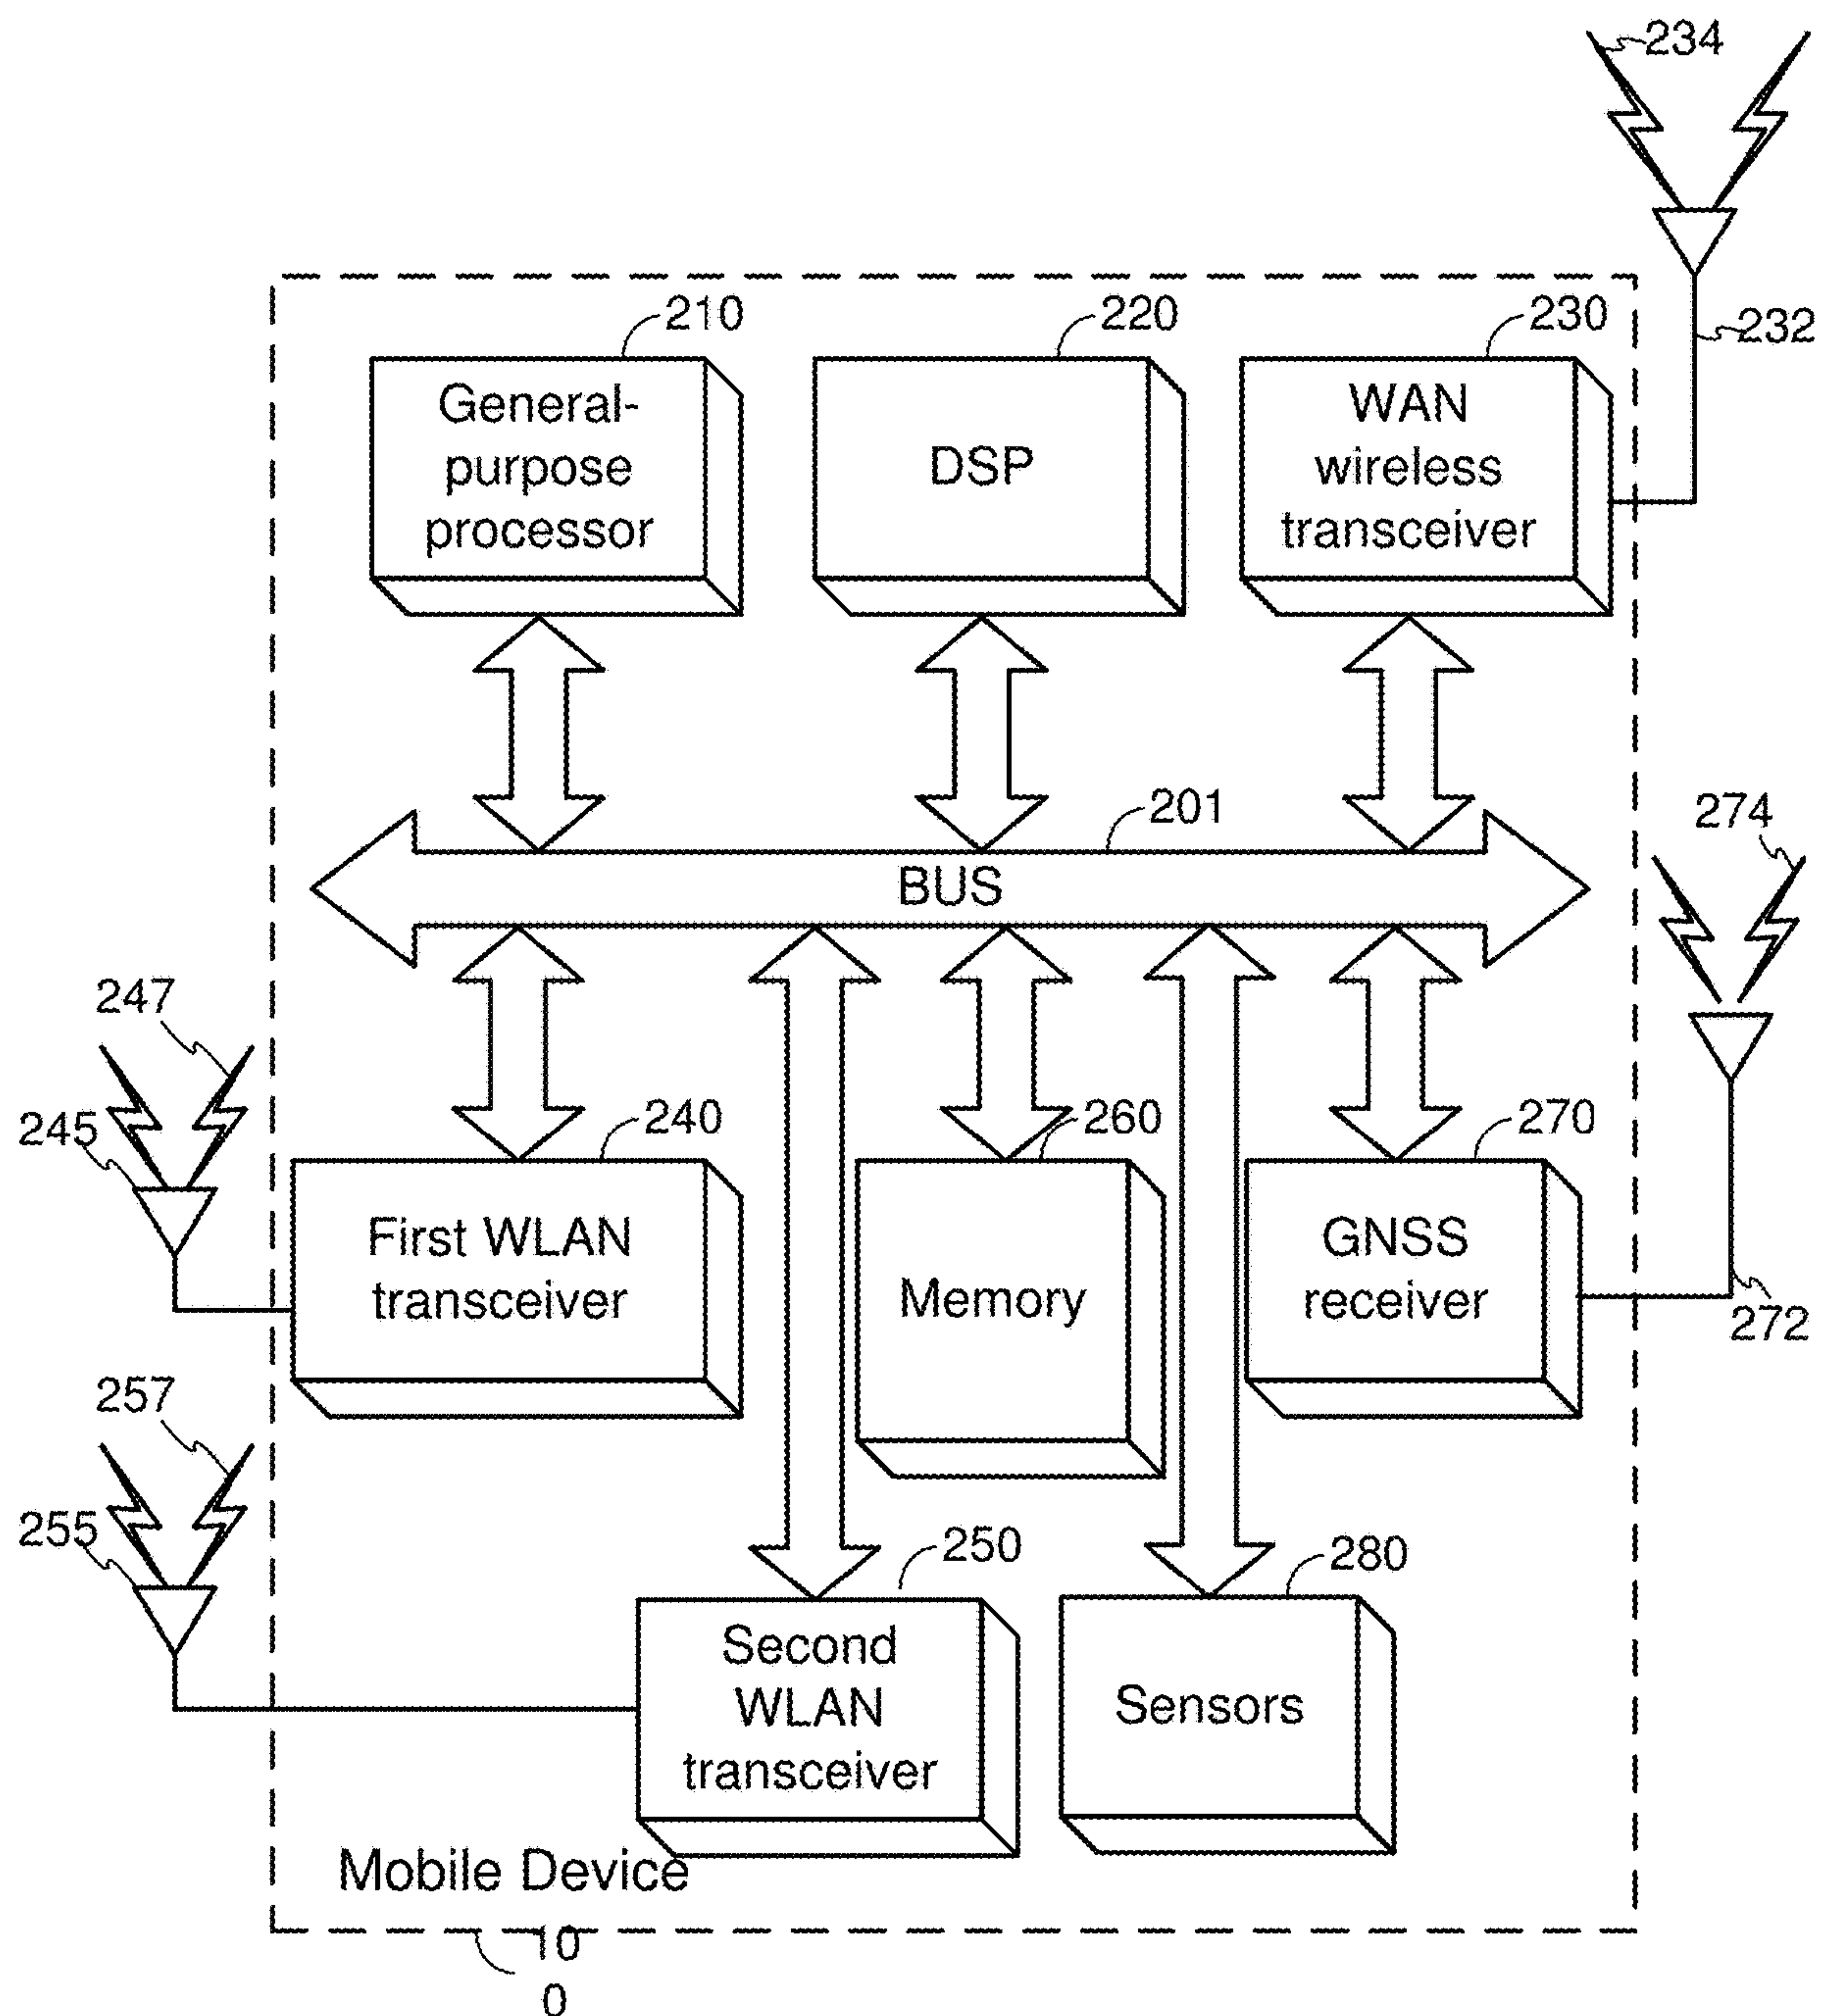 234
232
210
220
230
General-
purpose
processor
DSP
WAN
wireless
transceiver
201
BUS
274
247
245
240
260
270
First WLAN
transceiver
Memory
GNSS
receiver
272
257
255
250
280
Second
WLAN
transceiver
Sensors
Mobile Device
10
0